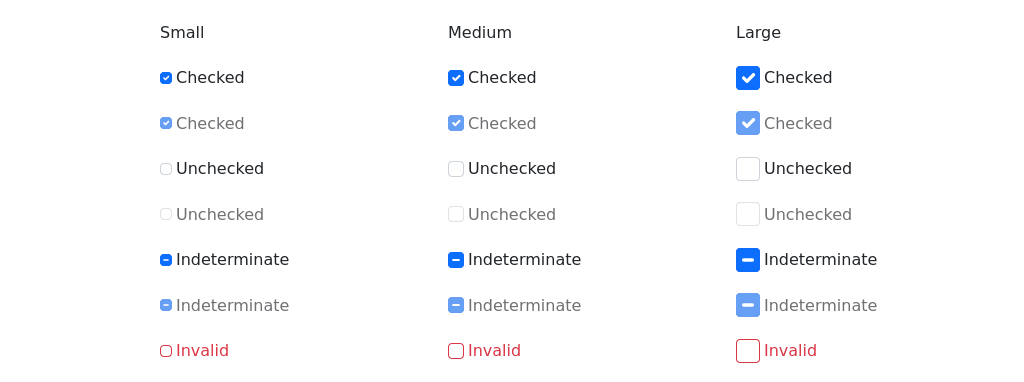 Small Medium Large
Checked Checked Checked
Checked Checked Checked
Unchecked Unchecked Unchecked
Unchecked Unchecked Unchecked
Indeterminate Indeterminate Indeterminate
Indeterminate Indeterminate Indeterminate
Invalid Invalid Invalid